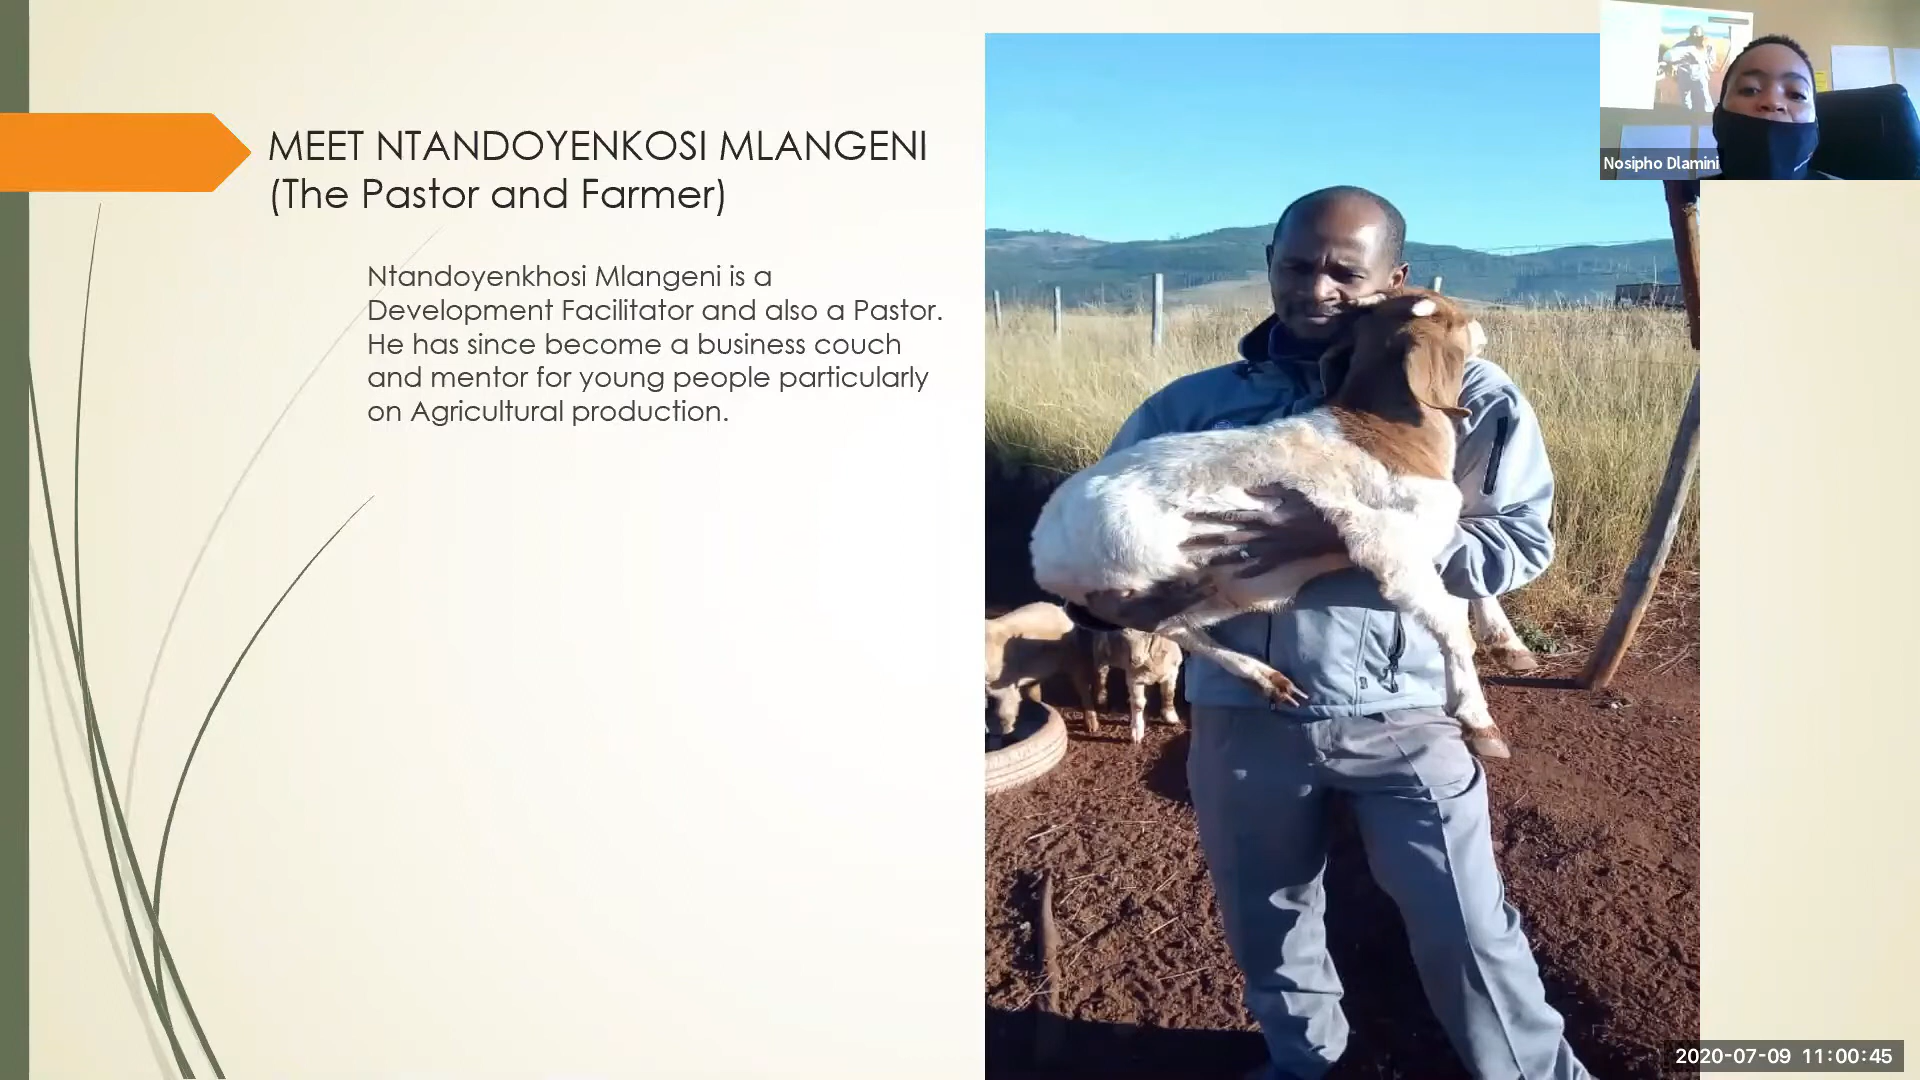 MEET NTANDOYENKOSI MLANGENI
(The Pastor and Farmer)
Ntandoyenkhosi Mlangeni is a
Development Facilitator and also a Pastor.
He has since become a business couch
and mentor for young people particularly
on Agricultural production.
Nosipho Dlamini
2020-07-09 11:00:45